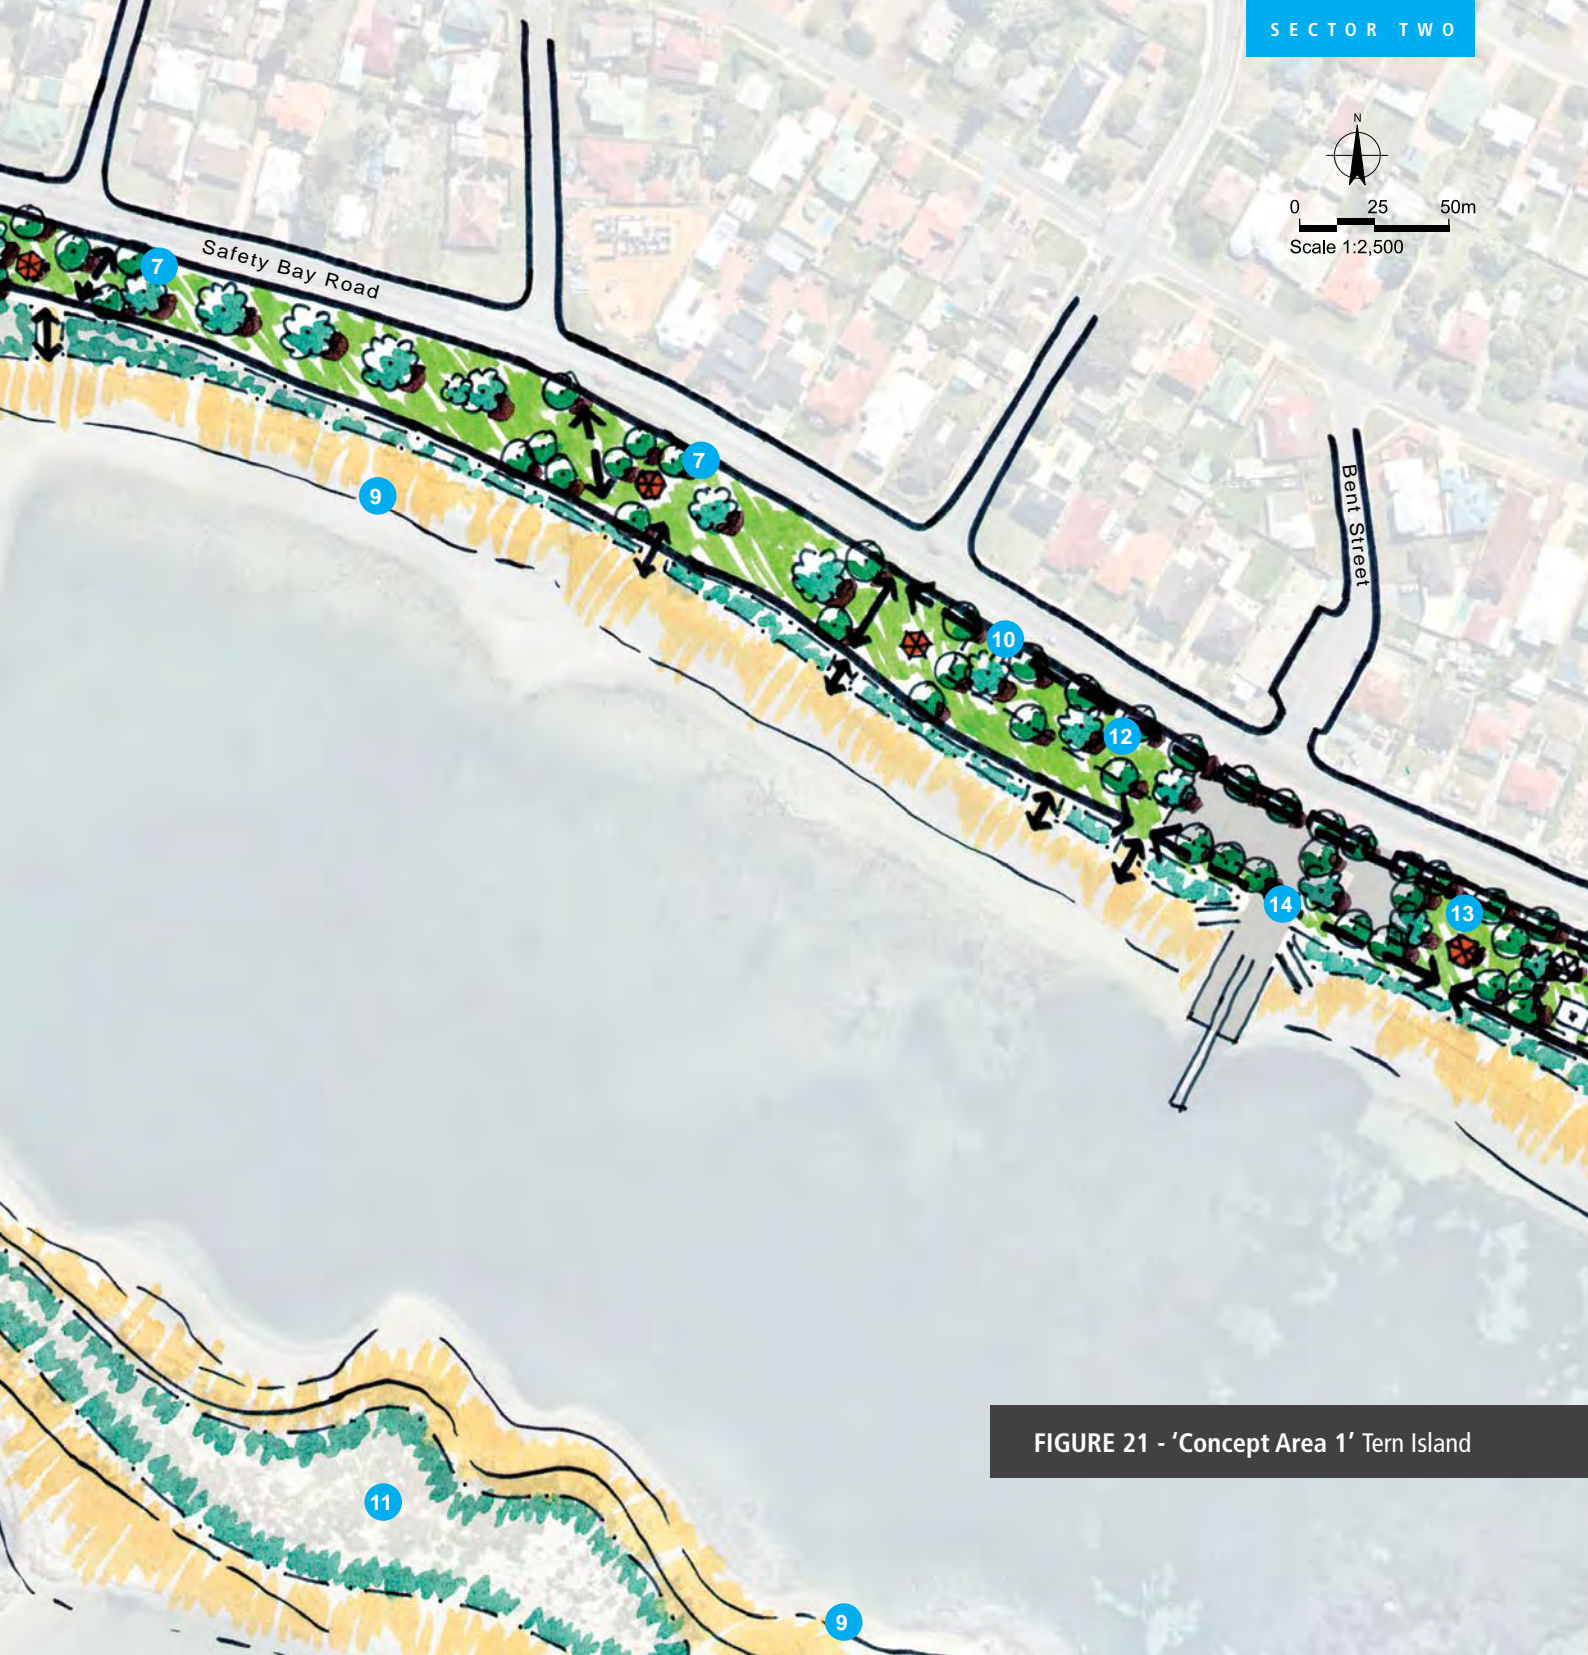 SECTOR TWO
N
0 25 50m
Scale 1:2,500
Safety Bay Road
7
7
9
Bent Street
10
12
14
13
FIGURE 21 - ‘Concept Area 1’ Tern Island
11
9